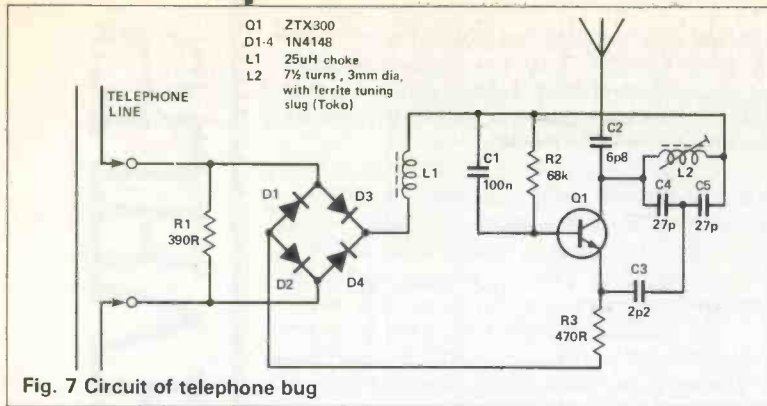 Q1 ZTX300
D1-4 1N4148
L1 25uH choke
L2 7½ turns , 3mm dia,
with ferrite tuning
slug (Toko)
TELEPHONE
LINE
R1
390R
D1
D3
D2
D4
L1
C1
100n
R2
68k
C2
6p8
L2
C4
27p
C5
27p
Q1
C3
2p2
R3
470R
Fig. 7 Circuit of telephone bug